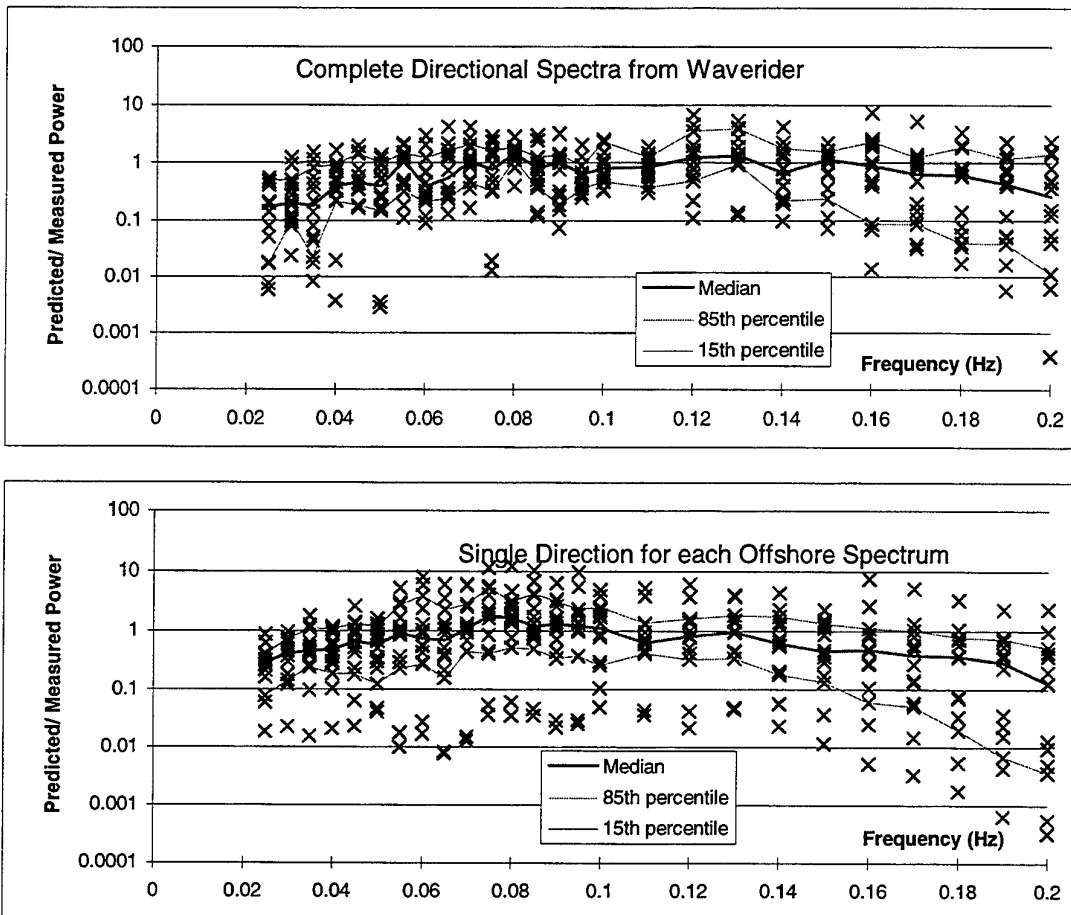 100
Complete Directional Spectra from Waverider
10
1
0.1
0.01
0.001
0.0001
Predicted/ Measured Power
Median
85th percentile
15th percentile
Frequency (Hz)
0 0.02 0.04 0.06 0.08 0.1 0.12 0.14 0.16 0.18 0.2
100
Single Direction for each Offshore Spectrum
10
1
0.1
0.01
0.001
0.0001
Predicted/ Measured Power
Median
85th percentile
15th percentile
Frequency (Hz)
0 0.02 0.04 0.06 0.08 0.1 0.12 0.14 0.16 0.18 0.2